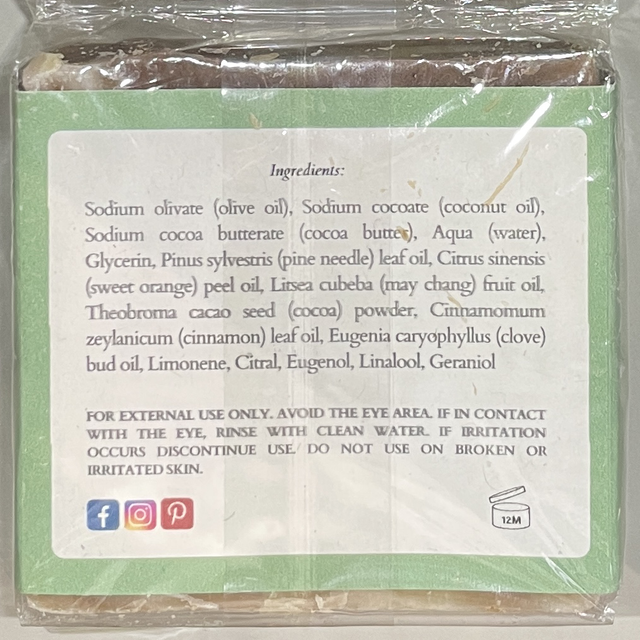 Ingredients:
Sodium olivate (olive oil), Sodium cocoate (coconut oil),
Sodium cocoa butterate (cocoa butter), Aqua (water),
Glycerin, Pinus sylvestris (pine needle) leaf oil, Citrus sinensis
(sweet orange) peel oil, Litsea cubeba (may chang) fruit oil,
Theobroma cacao seed (cocoa) powder, Cinnamomum
zeylanicum (cinnamon) leaf oil, Eugenia caryophyllus (clove)
bud oil, Limonene, Citral, Eugenol, Linalool, Geraniol
FOR EXTERNAL USE ONLY. AVOID THE EYE AREA. IF IN CONTACT
WITH THE EYE, RINSE WITH CLEAN WATER. IF IRRITATION
OCCURS DISCONTINUE USE. DO NOT USE ON BROKEN OR
IRRITATED SKIN.
12M